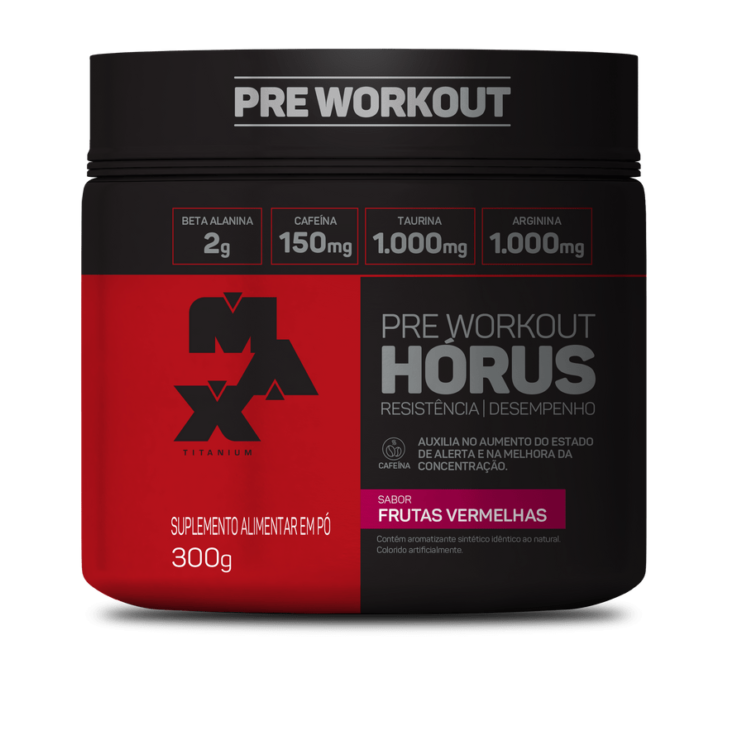 PRE WORKOUT
BETA ALANINA
2g
CAFEÍNA
150mg
TAURINA
1.000mg
ARGININA
1.000mg
MAX
TITANIUM
PRE WORKOUT
HÓRUS
RESISTÊNCIA | DESEMPENHO
CAFEÍNA
AUXILIA NO AUMENTO DO ESTADO
DE ALERTA E NA MELHORA DA
CONCENTRAÇÃO.
SABOR
FRUTAS VERMELHAS
Contém aromatizante sintético idêntico ao natural.
Colorido artificialmente.
SUPLEMENTO ALIMENTAR EM PÓ
300g